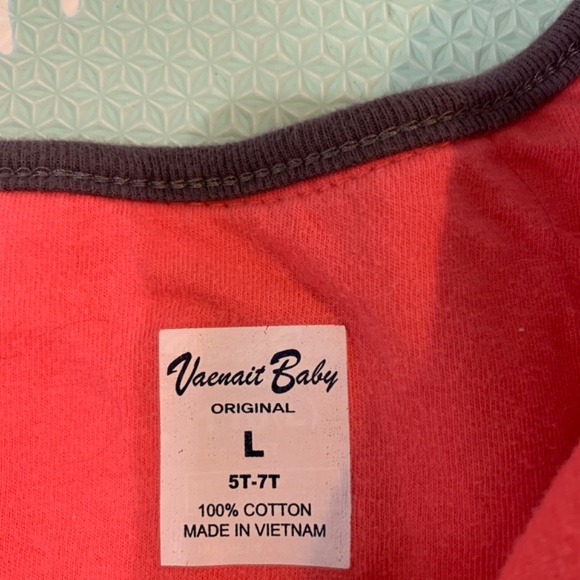 Vaenait Baby
ORIGINAL
L
5T-7T
100% COTTON
MADE IN VIETNAM